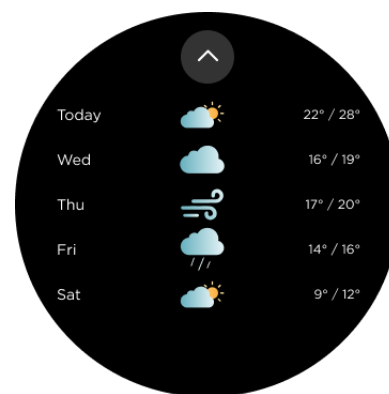 Today 22° / 28°
Wed 16° / 19°
Thu 17° / 20°
Fri 14° / 16°
Sat 9° / 12°